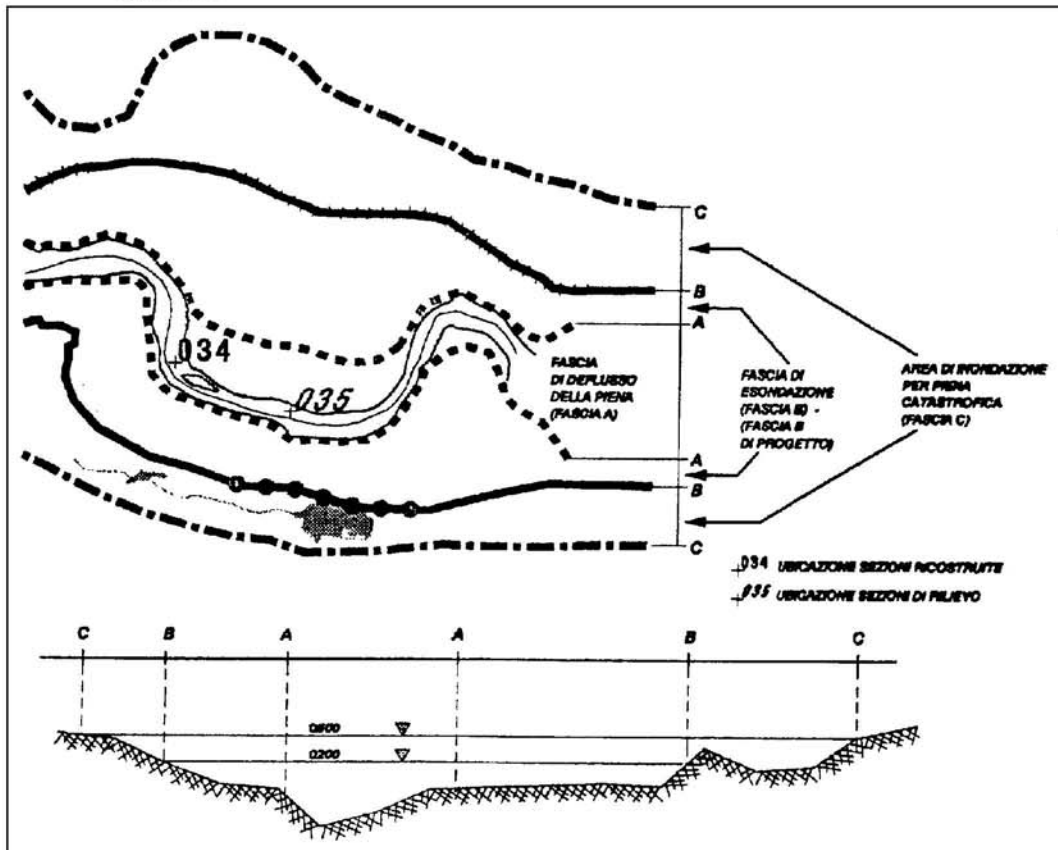 C
B
A
034
035
FASCIA
DI DEFLUSSO
DELLA PIENA
(FASCIA A)
FASCIA DI
ESONDAZIONE
(FASCIA B) -
(FASCIA B
DI PROGETTO)
AREA DI INONDAZIONE
PER PIENA
CATASTROFICA
(FASCIA C)
A
B
C
034 UBICAZIONE SEZIONI RICOSTRUITE
035 UBICAZIONE SEZIONI DI RILIEVO
C B A A B C
Q500
Q200